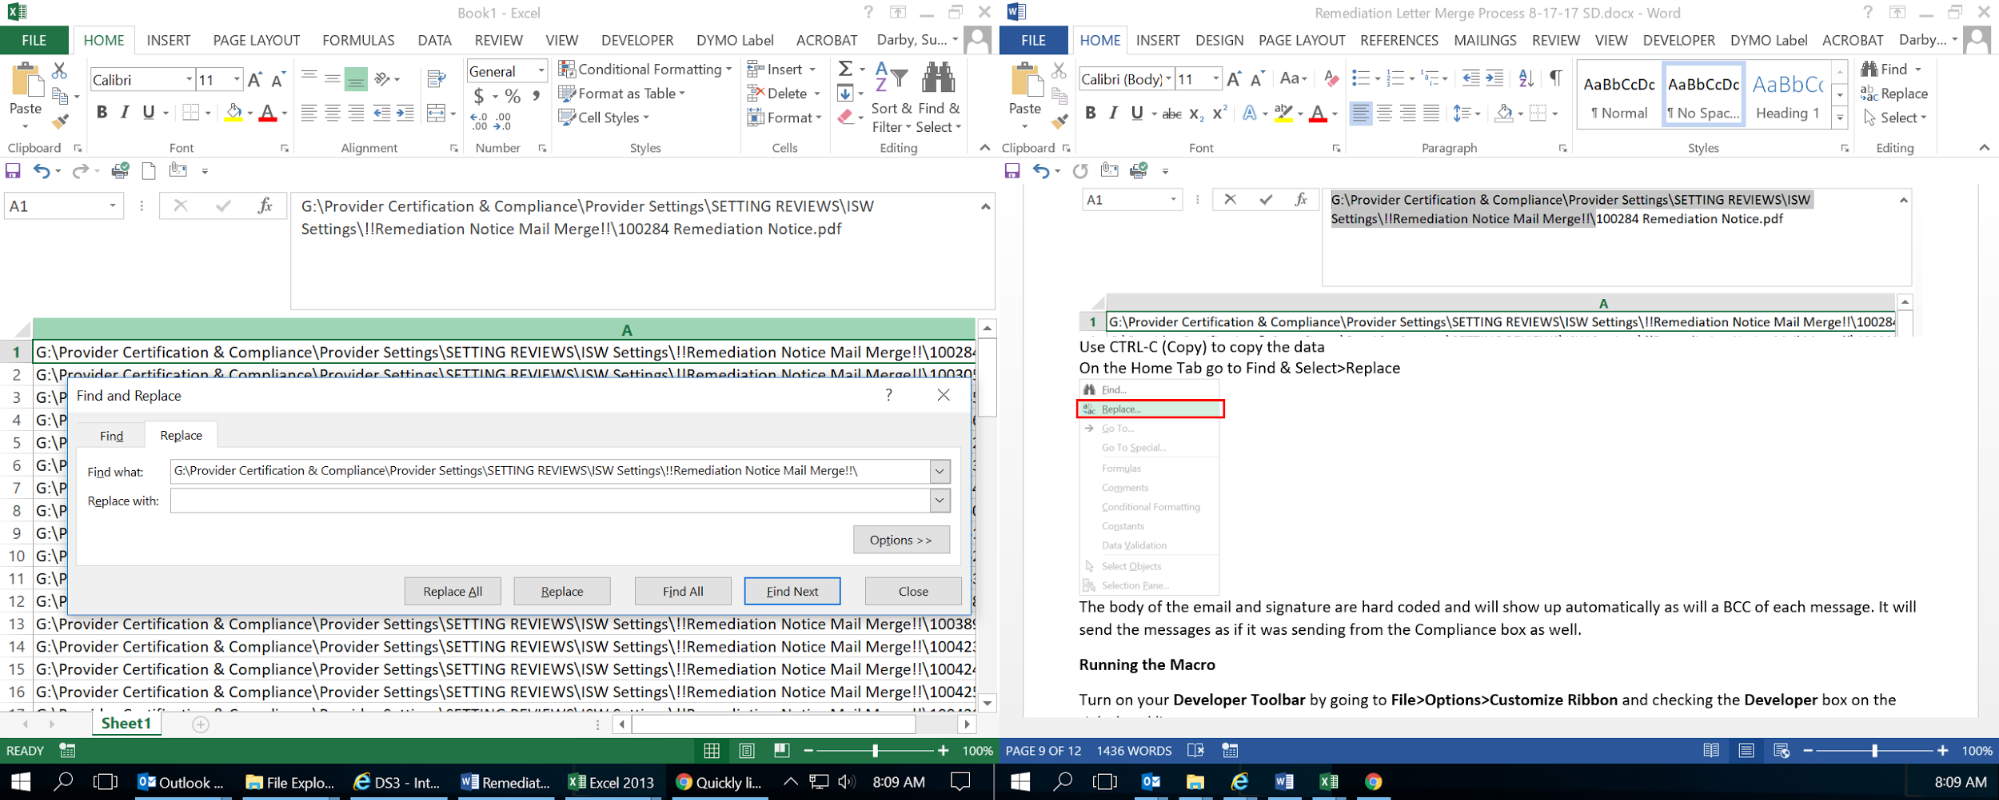 Book1 - Excel
FILE HOME INSERT PAGE LAYOUT FORMULAS DATA REVIEW VIEW DEVELOPER DYMO Label ACROBAT Darby, Su...
Paste
Calibri 11
General
Conditional Formatting
Format as Table
Cell Styles
Insert
Delete
Format
Sort & Filter
Find & Select
Clipboard Font Alignment Number Styles Cells Editing
A1
G:\Provider Certification & Compliance\Provider Settings\SETTING REVIEWS\ISW
Settings\!!Remediation Notice Mail Merge!!\100284 Remediation Notice.pdf
A
1 G:\Provider Certification & Compliance\Provider Settings\SETTING REVIEWS\ISW Settings\!!Remediation Notice Mail Merge!!\100284
2 G:\Provider Certification & Compliance\Provider Settings\SETTING REVIEWS\ISW Settings\!!Remediation Notice Mail Merge!!\100305
3 G:\P
4 G:\P
5 G:\P
6 G:\P
7 G:\P
8 G:\P
9 G:\P
10 G:\P
11 G:\P
12 G:\P
Find and Replace
Find Replace
Find what: G:\Provider Certification & Compliance\Provider Settings\SETTING REVIEWS\ISW Settings\!!Remediation Notice Mail Merge!!\
Replace with:
Options >>
Replace All Replace Find All Find Next Close
13 G:\Provider Certification & Compliance\Provider Settings\SETTING REVIEWS\ISW Settings\!!Remediation Notice Mail Merge!!\100389
14 G:\Provider Certification & Compliance\Provider Settings\SETTING REVIEWS\ISW Settings\!!Remediation Notice Mail Merge!!\100423
15 G:\Provider Certification & Compliance\Provider Settings\SETTING REVIEWS\ISW Settings\!!Remediation Notice Mail Merge!!\100424
16 G:\Provider Certification & Compliance\Provider Settings\SETTING REVIEWS\ISW Settings\!!Remediation Notice Mail Merge!!\100425
Sheet1
READY 100%
Outlook ... File Explo... DS3 - Int... Remediat... Excel 2013 Quickly li... 8:09 AM
Remediation Letter Merge Process 8-17-17 SD.docx - Word
FILE HOME INSERT DESIGN PAGE LAYOUT REFERENCES MAILINGS REVIEW VIEW DEVELOPER DYMO Label ACROBAT Darby...
Paste
Calibri (Body) 11
AaBbCcDc AaBbCcDc AaBbCc
¶ Normal ¶ No Spac... Heading 1
Find
Replace
Select
Clipboard Font Paragraph Styles Editing
A1
G:\Provider Certification & Compliance\Provider Settings\SETTING REVIEWS\ISW
Settings\!!Remediation Notice Mail Merge!!\100284 Remediation Notice.pdf
A
1 G:\Provider Certification & Compliance\Provider Settings\SETTING REVIEWS\ISW Settings\!!Remediation Notice Mail Merge!!\100284
Use CTRL-C (Copy) to copy the data
On the Home Tab go to Find & Select>Replace
Find...
Replace...
Go To...
Go To Special...
Formulas
Comments
Conditional Formatting
Constants
Data Validation
Select Objects
Selection Pane...
The body of the email and signature are hard coded and will show up automatically as will a BCC of each message. It will
send the messages as if it was sending from the Compliance box as well.
Running the Macro
Turn on your Developer Toolbar by going to File>Options>Customize Ribbon and checking the Developer box on the
PAGE 9 OF 12 1436 WORDS 100%
8:09 AM